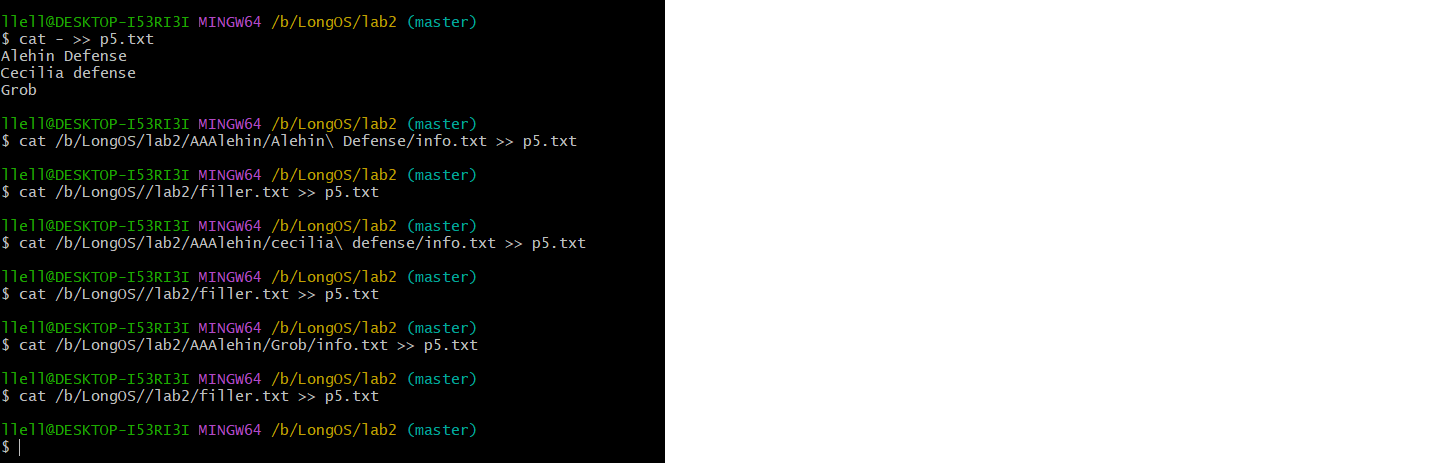 llell@DESKTOP-I53RI3I MINGW64 /b/LongOS/lab2 (master)
$ cat - >> p5.txt
Alehin Defense
Cecilia defense
Grob
llell@DESKTOP-I53RI3I MINGW64 /b/LongOS/lab2 (master)
$ cat /b/LongOS/lab2/AAAlehin/Alehin\ Defense/info.txt >> p5.txt
llell@DESKTOP-I53RI3I MINGW64 /b/LongOS/lab2 (master)
$ cat /b/LongOS//lab2/filler.txt >> p5.txt
llell@DESKTOP-I53RI3I MINGW64 /b/LongOS/lab2 (master)
$ cat /b/LongOS/lab2/AAAlehin/cecilia\ defense/info.txt >> p5.txt
llell@DESKTOP-I53RI3I MINGW64 /b/LongOS/lab2 (master)
$ cat /b/LongOS//lab2/filler.txt >> p5.txt
llell@DESKTOP-I53RI3I MINGW64 /b/LongOS/lab2 (master)
$ cat /b/LongOS/lab2/AAAlehin/Grob/info.txt >> p5.txt
llell@DESKTOP-I53RI3I MINGW64 /b/LongOS/lab2 (master)
$ cat /b/LongOS//lab2/filler.txt >> p5.txt
llell@DESKTOP-I53RI3I MINGW64 /b/LongOS/lab2 (master)
$